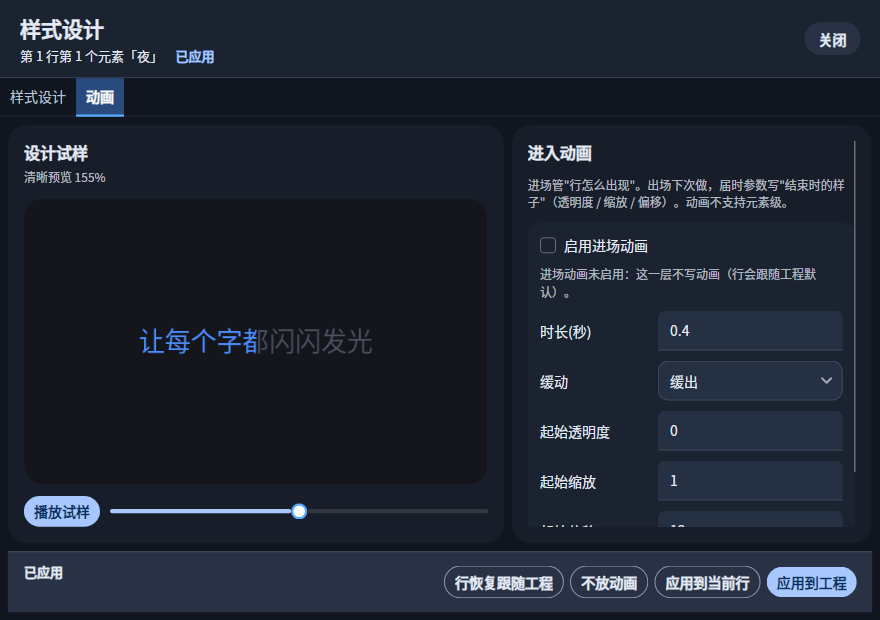 样式设计
第 1 行第 1 个元素「夜」 已应用
关闭
样式设计 动画
设计试样
清晰预览 155%
让每个字都闪闪发光
播放试样
进入动画
进场管"行怎么出现"。出场下次做，届时参数写"结束时的样
子"（透明度 / 缩放 / 偏移）。动画不支持元素级。
启用进场动画
进场动画未启用：这一层不写动画（行会跟随工程默
认）。
时长(秒) 0.4
缓动 缓出
起始透明度 0
起始缩放 1
已应用
行恢复跟随工程 不放动画 应用到当前行 应用到工程